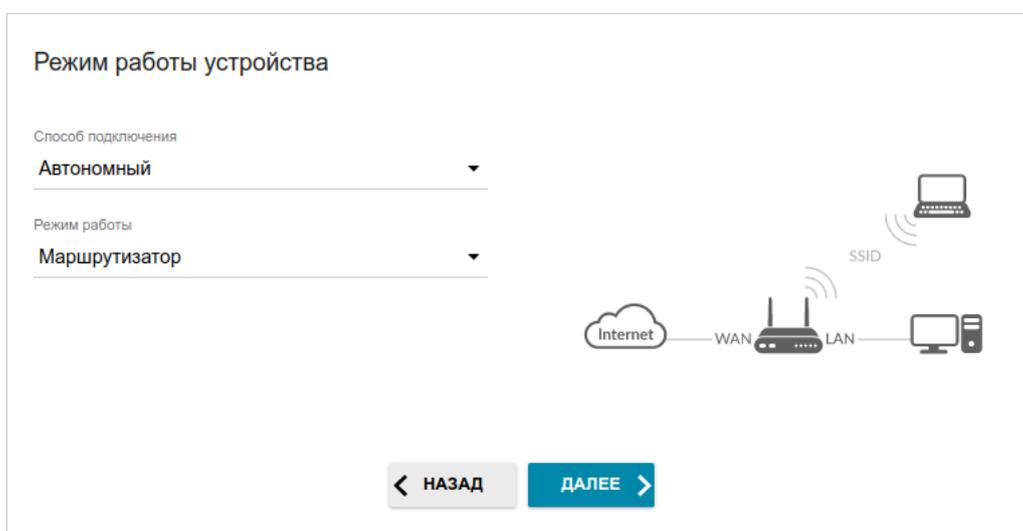 Режим работы устройства
Способ подключения
Автономный
Режим работы
Маршрутизатор
SSID
Internet
WAN
LAN
НАЗАД
ДАЛЕЕ